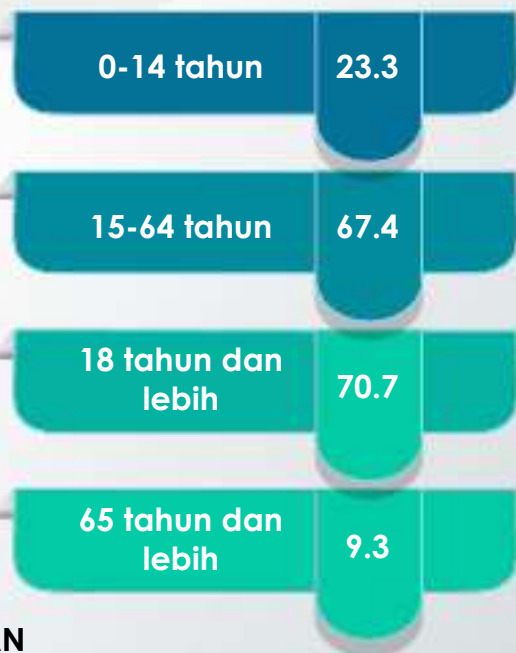 0-14 tahun 23.3
15-64 tahun 67.4
18 tahun dan
lebih 70.7
65 tahun dan
lebih 9.3